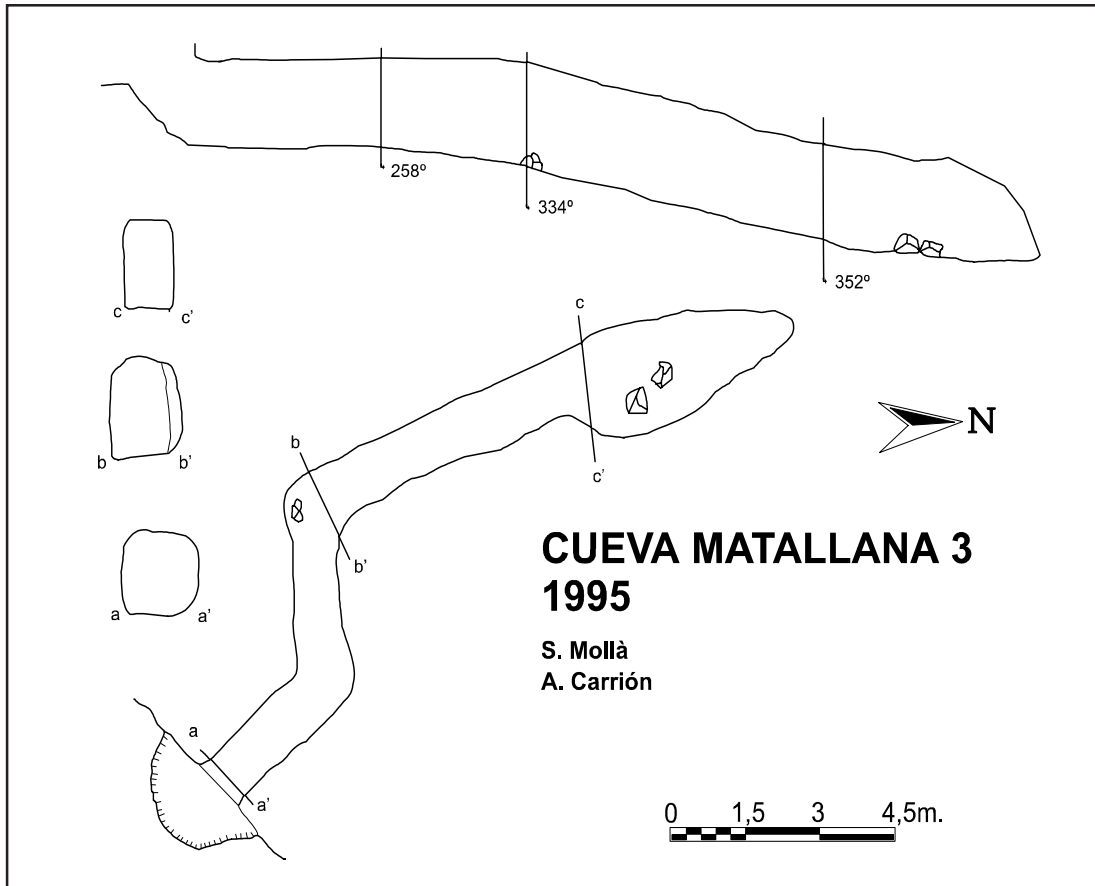 258º
334º
352º
c c'
b b'
a a'
c
c'
b
b'
a
a'
N
CUEVA MATALLANA 3
1995
S. Mollà
A. Carrión
0 1,5 3 4,5m.